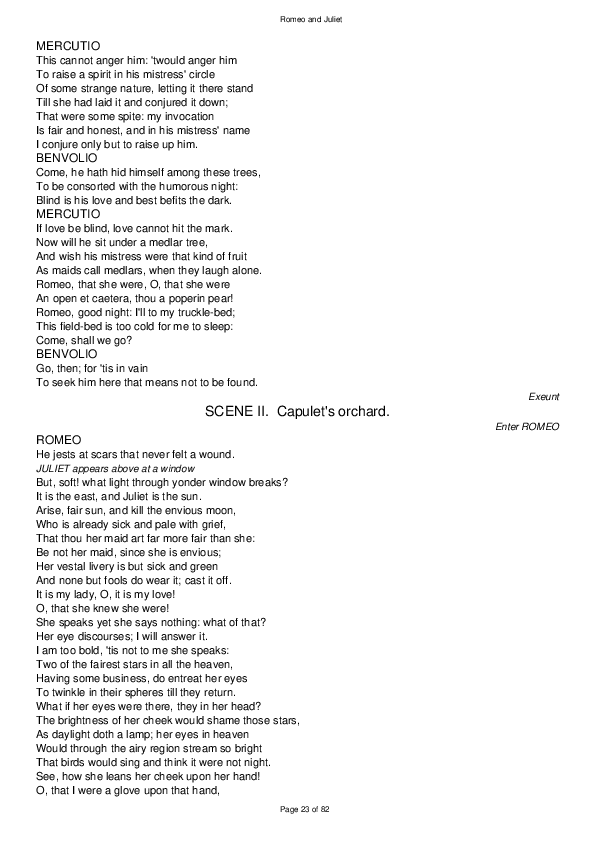 Romeo and Juliet
MERCUTIO
This cannot anger him: 'twould anger him
To raise a spirit in his mistress' circle
Of some strange nature, letting it there stand
Till she had laid it and conjured it down;
That were some spite: my invocation
Is fair and honest, and in his mistress' name
I conjure only but to raise up him.
BENVOLIO
Come, he hath hid himself among these trees,
To be consorted with the humorous night:
Blind is his love and best befits the dark.
MERCUTIO
If love be blind, love cannot hit the mark.
Now will he sit under a medlar tree,
And wish his mistress were that kind of fruit
As maids call medlars, when they laugh alone.
Romeo, that she were, O, that she were
An open et caetera, thou a poperin pear!
Romeo, good night: I'll to my truckle-bed;
This field-bed is too cold for me to sleep:
Come, shall we go?
BENVOLIO
Go, then; for 'tis in vain
To seek him here that means not to be found.
Exeunt
SCENE II. Capulet's orchard.
Enter ROMEO
ROMEO
He jests at scars that never felt a wound.
JULIET appears above at a window
But, soft! what light through yonder window breaks?
It is the east, and Juliet is the sun.
Arise, fair sun, and kill the envious moon,
Who is already sick and pale with grief,
That thou her maid art far more fair than she:
Be not her maid, since she is envious;
Her vestal livery is but sick and green
And none but fools do wear it; cast it off.
It is my lady, O, it is my love!
O, that she knew she were!
She speaks yet she says nothing: what of that?
Her eye discourses; I will answer it.
I am too bold, 'tis not to me she speaks:
Two of the fairest stars in all the heaven,
Having some business, do entreat her eyes
To twinkle in their spheres till they return.
What if her eyes were there, they in her head?
The brightness of her cheek would shame those stars,
As daylight doth a lamp; her eyes in heaven
Would through the airy region stream so bright
That birds would sing and think it were not night.
See, how she leans her cheek upon her hand!
O, that I were a glove upon that hand,
Page 23 of 82